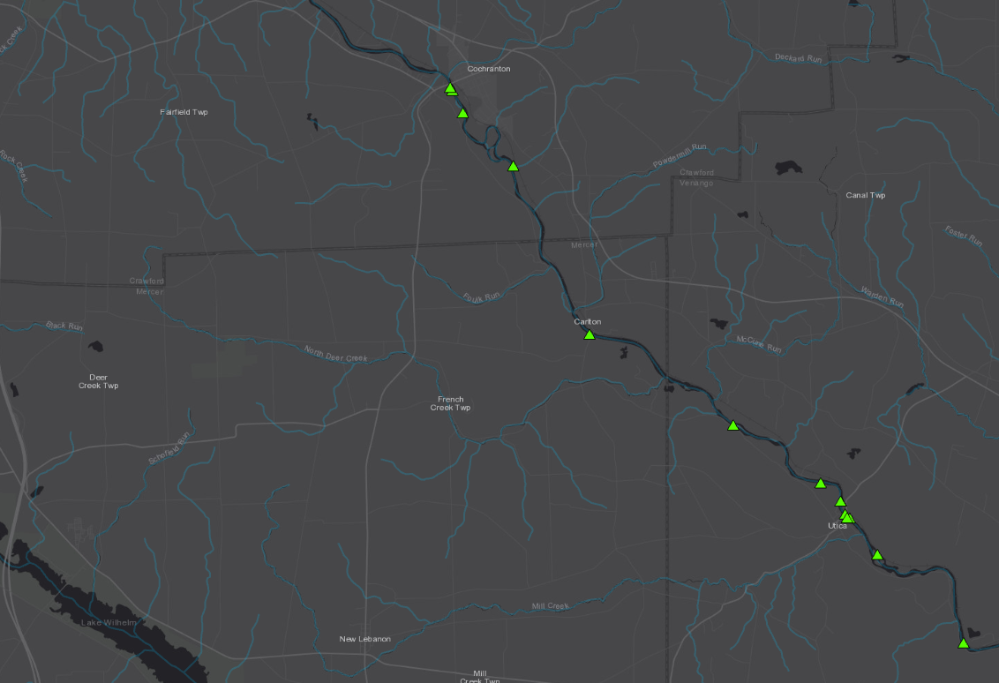 ck Creek
Cochranton
Deckard Run
Fairfield Twp
Rock Creek
Powdermill Run
Crawford
Venango
Canal Twp
Foster Run
Mercer
Crawford
Mercer
Foulk Run
Warden Run
Carlton
Black Run
McCune Run
North Deer Creek
Deer
Creek Twp
French
Creek Twp
Schofield Run
Utica
Mill Creek
Lake Wilhelm
New Lebanon
Mill
Creek Twp